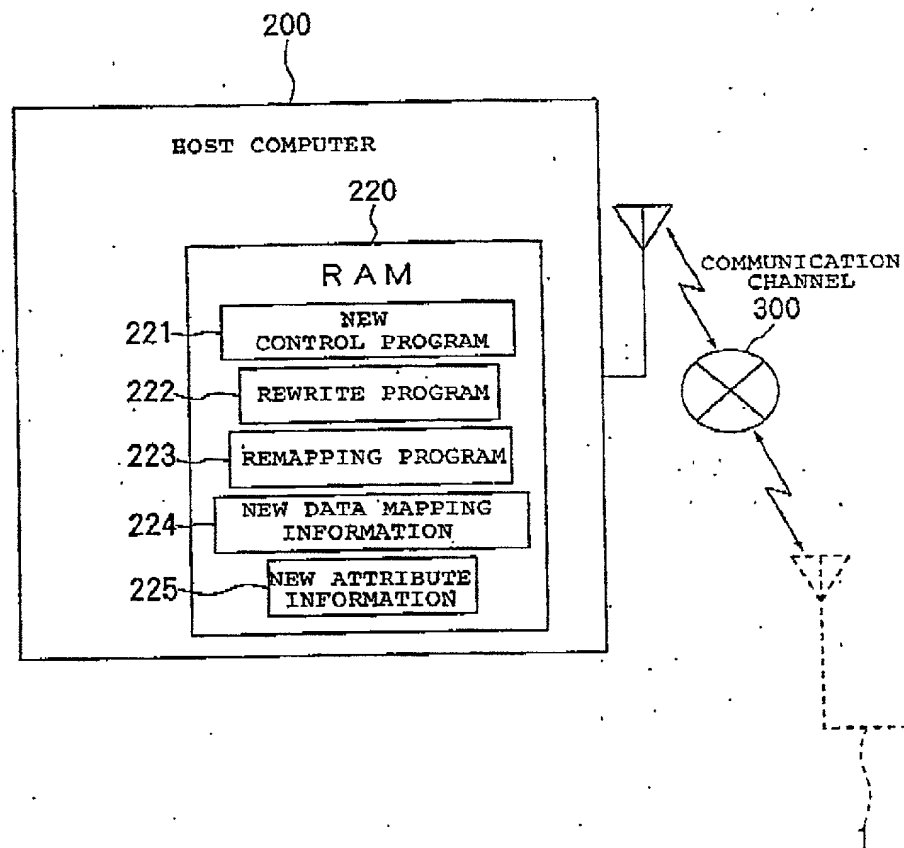 200
HOST COMPUTER
220
RAM
221
NEW
CONTROL PROGRAM
222
REWRITE PROGRAM
223
REMAPPING PROGRAM
224
NEW DATA MAPPING
INFORMATION
225
NEW ATTRIBUTE
INFORMATION
COMMUNICATION
CHANNEL
300
1